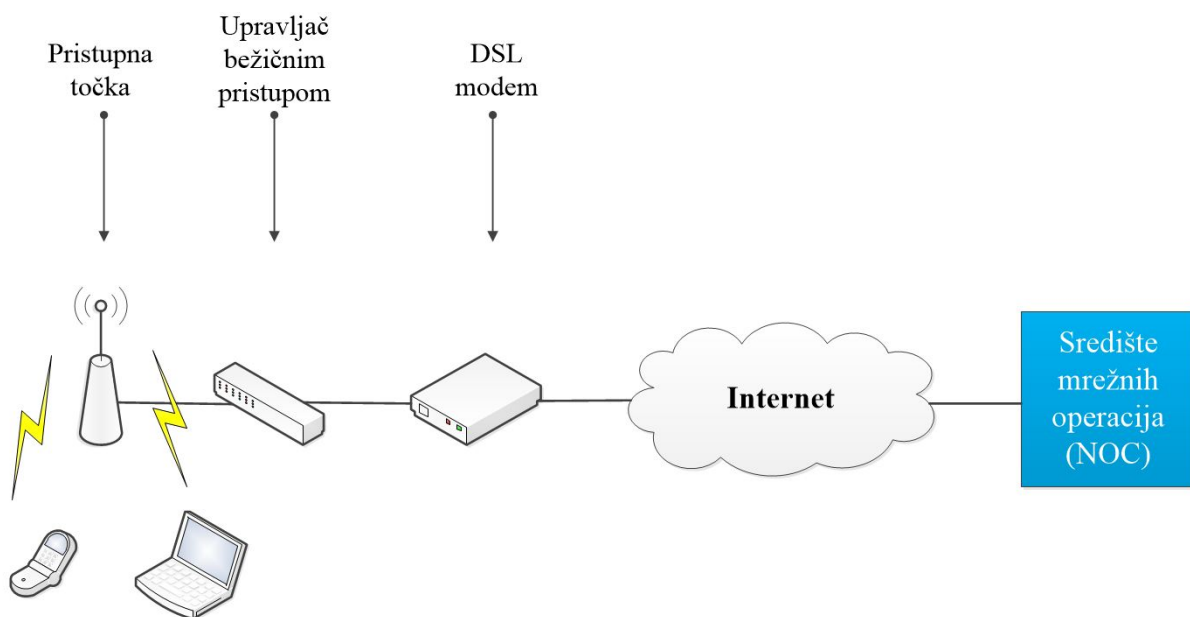 Pristupna
točka
Upravljač
bežičnim
pristupom
DSL
modem
Internet
Središte
mrežnih
operacija
(NOC)